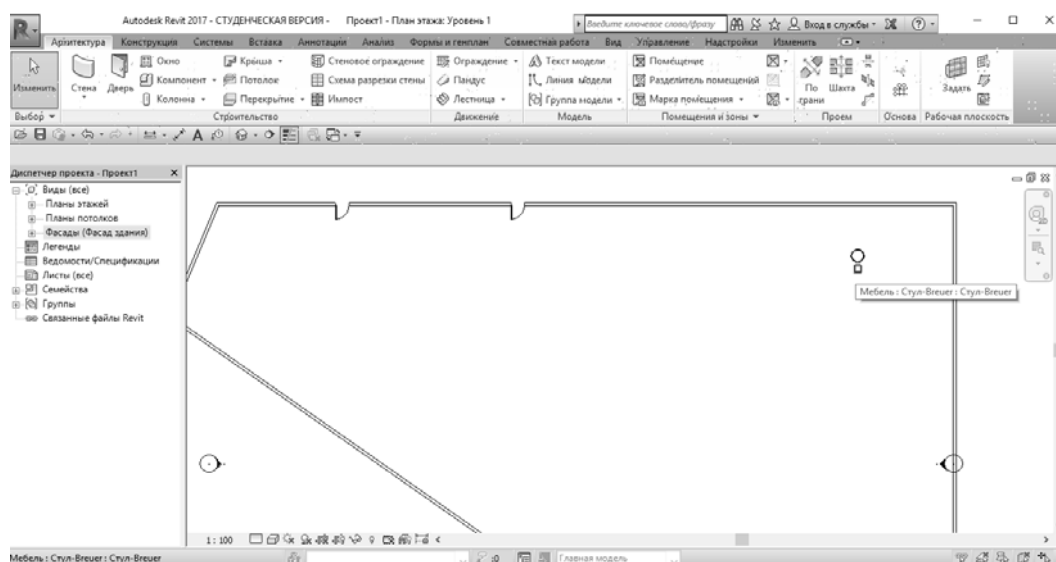 Autodesk Revit 2017 - СТУДЕНЧЕСКАЯ ВЕРСИЯ - Проект1 - План этажа: Уровень 1
Введите ключевое слово/фразу
Вход в службы
Архитектура Конструкция Системы Вставка Аннотации Анализ Формы и генплан Совместная работа Вид Управление Надстройки Изменить
Окно Крыша Стеновое ограждение Ограждение Текст модели Помещение
Компонент Потолок Схема разрезки стены Пандус Линия модели Разделитель помещений
Изменить Стена Дверь По грани Шахта Задать
Колонна Перекрытие Импост Лестница Группа модели Марка помещения
Выбор Строительство Движение Модель Помещения и зоны Проем Основа Рабочая плоскость
Диспетчер проекта - Проект1
Виды (все)
Планы этажей
Планы потолков
Фасады (Фасад здания)
Легенды
Ведомости/Спецификации
Листы (все)
Семейства
Группы
Связанные файлы Revit
Мебель : Стул-Breuer : Стул-Breuer
1 : 100
Мебель : Стул-Breuer : Стул-Breuer
:0
Главная модель